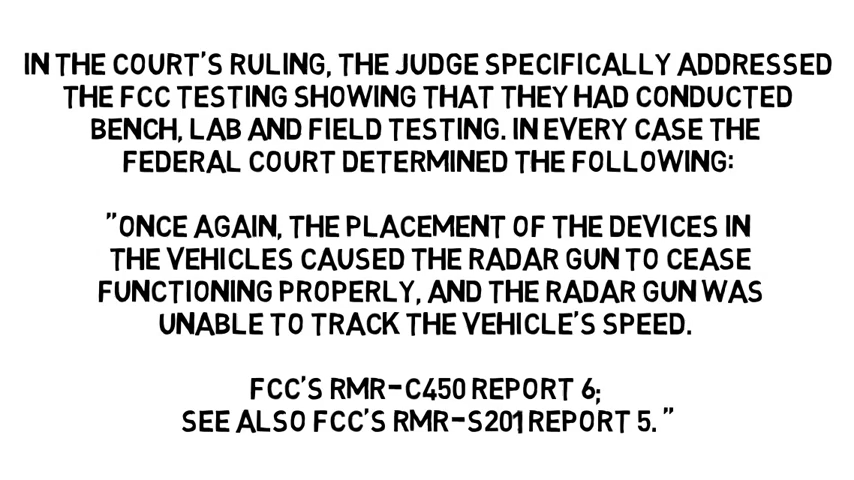 IN THE COURT'S RULING, THE JUDGE SPECIFICALLY ADDRESSED
THE FCC TESTING SHOWING THAT THEY HAD CONDUCTED
BENCH, LAB AND FIELD TESTING. IN EVERY CASE THE
FEDERAL COURT DETERMINED THE FOLLOWING:
"ONCE AGAIN, THE PLACEMENT OF THE DEVICES IN
THE VEHICLES CAUSED THE RADAR GUN TO CEASE
FUNCTIONING PROPERLY, AND THE RADAR GUN WAS
UNABLE TO TRACK THE VEHICLE'S SPEED.
FCC'S RMR-C450 REPORT 6;
SEE ALSO FCC'S RMR-S201 REPORT 5. "